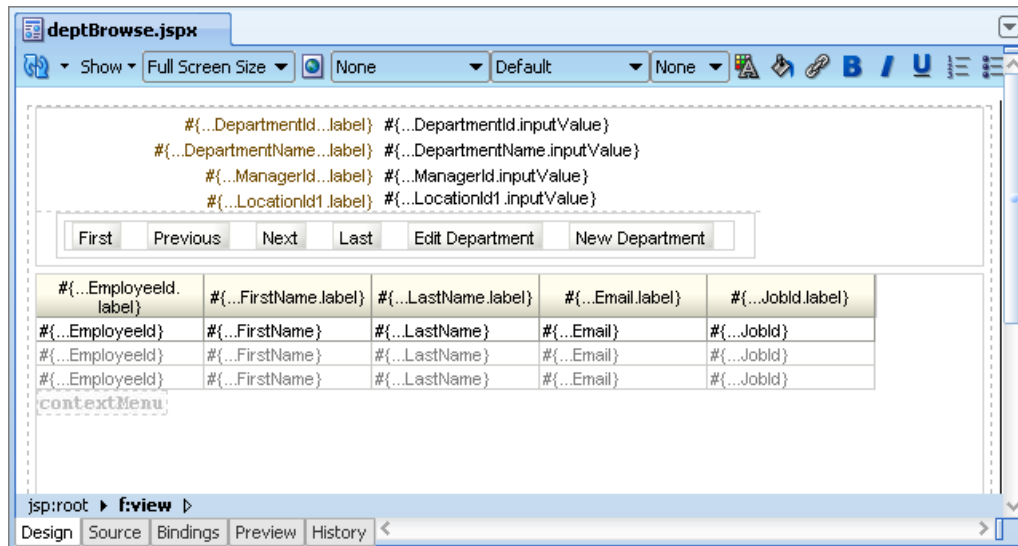 deptBrowse.jspx
Show Full Screen Size None Default None B I U
#{...DepartmentId...label} #{...DepartmentId.inputValue}
#{...DepartmentName...label} #{...DepartmentName.inputValue}
#{...ManagerId...label} #{...ManagerId.inputValue}
#{...LocationId1.label} #{...LocationId1.inputValue}
First Previous Next Last Edit Department New Department
#{...EmployeeId.
label} #{...FirstName.label} #{...LastName.label} #{...Email.label} #{...JobId.label}
#{...EmployeeId} #{...FirstName} #{...LastName} #{...Email} #{...JobId}
#{...EmployeeId} #{...FirstName} #{...LastName} #{...Email} #{...JobId}
#{...EmployeeId} #{...FirstName} #{...LastName} #{...Email} #{...JobId}
contextMenu
jsp:root f:view
Design Source Bindings Preview History